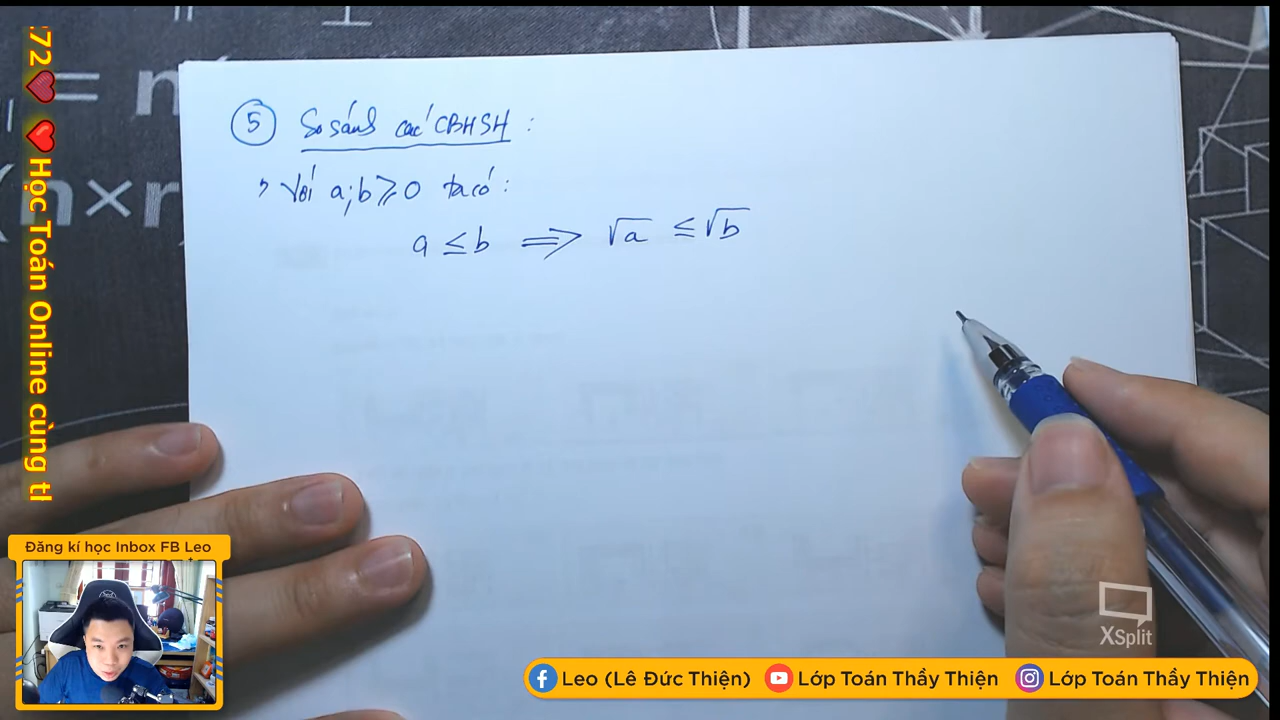 :72❤️ ❤️Học Toán Online cùng tl
5 So sánh các CBHSH :
Với a;b ⩾ 0 ta có :
a ≤ b ⟹ √a ≤ √b
Đăng kí học Inbox FB Leo
XSplit
Leo (Lê Đức Thiện) Lớp Toán Thầy Thiện Lớp Toán Thầy Thiện